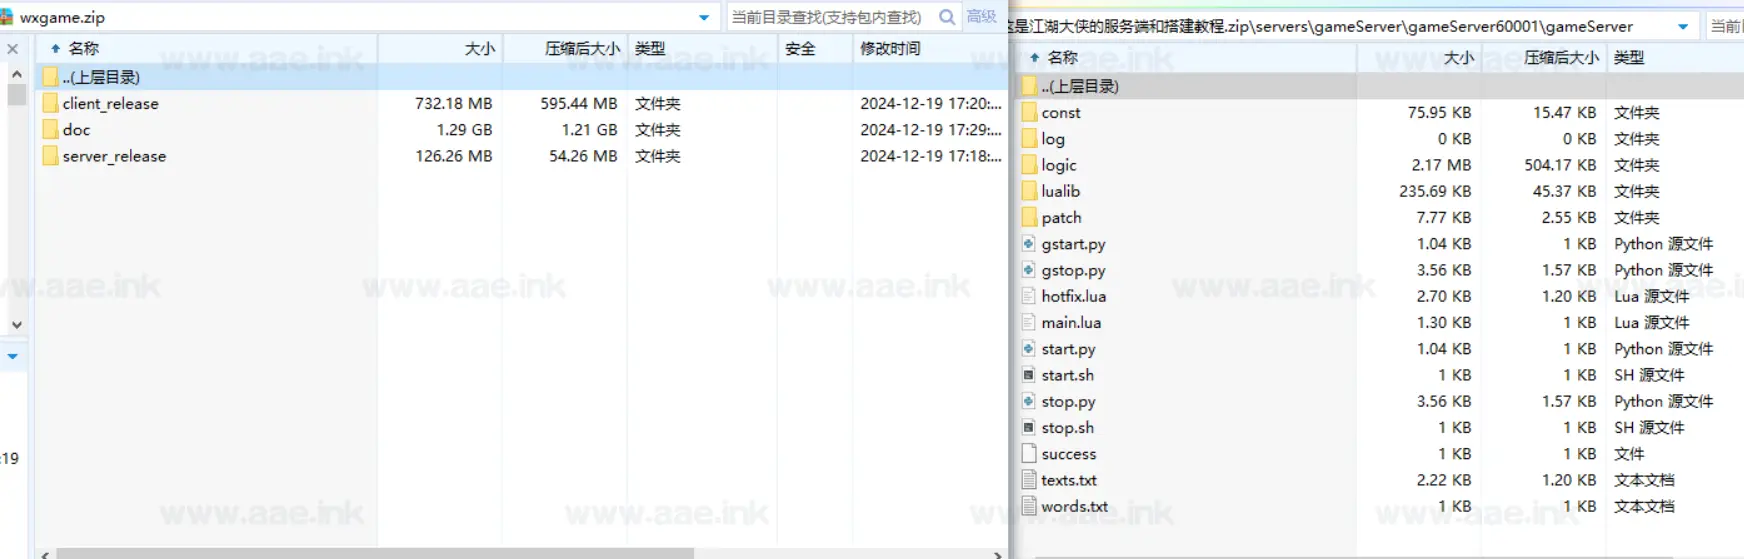 wxgame.zip
当前目录查找(支持包内查找)
高级
名称 大小 压缩后大小 类型 安全 修改时间
..(上层目录)
client_release 732.18 MB 595.44 MB 文件夹 2024-12-19 17:20:...
doc 1.29 GB 1.21 GB 文件夹 2024-12-19 17:29:...
server_release 126.26 MB 54.26 MB 文件夹 2024-12-19 17:18:...
:19
是江湖大侠的服务端和搭建教程.zip\servers\gameServer\gameServer60001\gameServer
当前
名称 大小 压缩后大小 类型
..(上层目录)
const 75.95 KB 15.47 KB 文件夹
log 0 KB 0 KB 文件夹
logic 2.17 MB 504.17 KB 文件夹
lualib 235.69 KB 45.37 KB 文件夹
patch 7.77 KB 2.55 KB 文件夹
gstart.py 1.04 KB 1 KB Python 源文件
gstop.py 3.56 KB 1.57 KB Python 源文件
hotfix.lua 2.70 KB 1.20 KB Lua 源文件
main.lua 1.30 KB 1 KB Lua 源文件
start.py 1.04 KB 1 KB Python 源文件
start.sh 1 KB 1 KB SH 源文件
stop.py 3.56 KB 1.57 KB Python 源文件
stop.sh 1 KB 1 KB SH 源文件
success 1 KB 1 KB 文件
texts.txt 2.22 KB 1.20 KB 文本文档
words.txt 1 KB 1 KB 文本文档
www.aae.ink